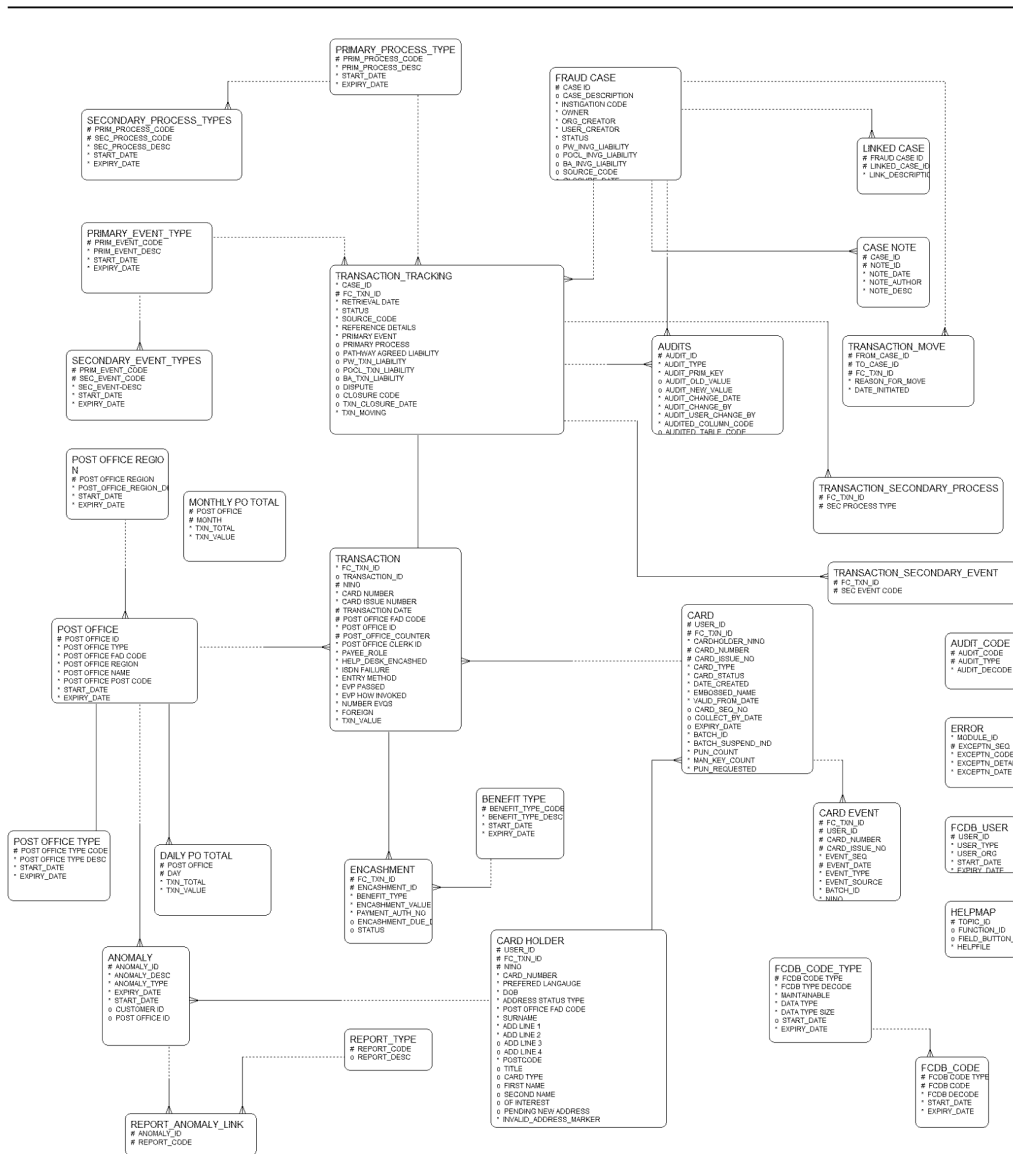 PRIMARY_PROCESS_TYPE
# PRIM_PROCESS_CODE
* PRIM_PROCESS_DESC
* START_DATE
* EXPIRY_DATE
FRAUD CASE
# CASE ID
o CASE_DESCRIPTION
* INSTIGATION CODE
* OWNER
* ORG_CREATOR
* USER_CREATOR
* STATUS
o PW_INVG_LIABILITY
o POCL_INVG_LIABILITY
o BA_INVG_LIABILITY
o SOURCE_CODE
* CLOSURE_DATE
SECONDARY_PROCESS_TYPES
# PRIM_PROCESS_CODE
# SEC_PROCESS_CODE
* SEC_PROCESS_DESC
* START_DATE
* EXPIRY_DATE
LINKED CASE
# FRAUD CASE ID
# LINKED_CASE_ID
* LINK_DESCRIPTIO
PRIMARY_EVENT_TYPE
# PRIM_EVENT_CODE
* PRIM_EVENT_DESC
* START_DATE
* EXPIRY_DATE
CASE NOTE
# CASE_ID
# NOTE_ID
* NOTE_DATE
* NOTE_AUTHOR
* NOTE_DESC
TRANSACTION_TRACKING
* CASE_ID
# FC_TXN_ID
* RETRIEVAL DATE
* STATUS
* SOURCE_CODE
* REFERENCE DETAILS
* PRIMARY EVENT
o PRIMARY PROCESS
o PATHWAY AGREED LIABILITY
o PW_TXN_LIABILITY
o POCL_TXN_LIABILITY
o BA_TXN_LIABILITY
o DISPUTE
o CLOSURE CODE
o TXN_CLOSURE_DATE
* TXN_MOVING
SECONDARY_EVENT_TYPES
# PRIM_EVENT_CODE
# SEC_EVENT_CODE
* SEC_EVENT-DESC
* START_DATE
* EXPIRY_DATE
AUDITS
# AUDIT_ID
* AUDIT_TYPE
* AUDIT_PRIM_KEY
o AUDIT_OLD_VALUE
o AUDIT_NEW_VALUE
* AUDIT_CHANGE_DATE
* AUDIT_CHANGE_BY
* AUDIT_USER_CHANGE_BY
* AUDITED_COLUMN_CODE
o AUDITED_TABLE_CODE
TRANSACTION_MOVE
# FROM_CASE_ID
# TO_CASE_ID
# FC_TXN_ID
* REASON_FOR_MOVE
* DATE_INITIATED
POST OFFICE REGIO
N
# POST OFFICE REGION
* POST_OFFICE_REGION_D
* START_DATE
* EXPIRY_DATE
MONTHLY PO TOTAL
# POST OFFICE
# MONTH
* TXN_TOTAL
* TXN_VALUE
TRANSACTION_SECONDARY_PROCESS
# FC_TXN_ID
# SEC PROCESS TYPE
TRANSACTION
* FC_TXN_ID
o TRANSACTION_ID
# NINO
* CARD NUMBER
* CARD ISSUE NUMBER
# TRANSACTION DATE
# POST OFFICE FAD CODE
* POST OFFICE ID
# POST_OFFICE_COUNTER
* POST OFFICE CLERK ID
* PAYEE_ROLE
* HELP_DESK_ENCASHED
* ISDN FAILURE
* ENTRY METHOD
* EVP PASSED
* EVP HOW INVOKED
* NUMBER EVQS
* FOREIGN
* TXN_VALUE
TRANSACTION_SECONDARY_EVENT
# FC_TXN_ID
# SEC EVENT CODE
POST OFFICE
# POST OFFICE ID
* POST OFFICE TYPE
* POST OFFICE FAD CODE
* POST OFFICE REGION
* POST OFFICE NAME
* POST OFFICE POST CODE
* START_DATE
* EXPIRY_DATE
CARD
# USER_ID
# FC_TXN_ID
* CARDHOLDER_NINO
# CARD_NUMBER
# CARD_ISSUE_NO
* CARD_TYPE
* CARD_STATUS
* DATE_CREATED
* EMBOSSED_NAME
* VALID_FROM_DATE
o CARD_SEQ_NO
o COLLECT_BY_DATE
o EXPIRY_DATE
* BATCH_ID
* BATCH_SUSPEND_IND
* PUN_COUNT
* MAN_KEY_COUNT
* PUN_REQUESTED
AUDIT_CODE
# AUDIT_CODE
# AUDIT_TYPE
* AUDIT_DECODE
ERROR
* MODULE_ID
# EXCEPTN_SEQ
* EXCEPTN_CODE
* EXCEPTN_DETAI
* EXCEPTN_DATE
BENEFIT TYPE
# BENEFIT_TYPE_CODE
* BENEFIT_TYPE_DESC
* START_DATE
* EXPIRY_DATE
CARD EVENT
# FC_TXN_ID
# USER_ID
# CARD_NUMBER
# CARD_ISSUE_NO
* EVENT_SEQ
# EVENT_DATE
* EVENT_TYPE
* EVENT_SOURCE
* BATCH_ID
* NINO
FCDB_USER
# USER_ID
* USER_TYPE
* USER_ORG
* START_DATE
* EXPIRY_DATE
POST OFFICE TYPE
# POST OFFICE TYPE CODE
* POST OFFICE TYPE DESC
* START_DATE
* EXPIRY_DATE
DAILY PO TOTAL
# POST OFFICE
# DAY
* TXN_TOTAL
* TXN_VALUE
ENCASHMENT
# FC_TXN_ID
# ENCASHMENT_ID
* BENEFIT_TYPE
* ENCASHMENT_VALUE
* PAYMENT_AUTH_NO
o ENCASHMENT_DUE_D
o STATUS
HELPMAP
# TOPIC_ID
o FUNCTION_ID
o FIELD_BUTTON_
* HELPFILE
CARD HOLDER
# USER_ID
# FC_TXN_ID
# NINO
* CARD_NUMBER
* PREFERED LANGAUGE
* DOB
* ADDRESS STATUS TYPE
* POST OFFICE FAD CODE
* SURNAME
* ADD LINE 1
* ADD LINE 2
o ADD LINE 3
o ADD LINE 4
* POSTCODE
o TITLE
o CARD TYPE
o FIRST NAME
o SECOND NAME
o OF INTEREST
o PENDING NEW ADDRESS
* INVALID_ADDRESS_MARKER
ANOMALY
# ANOMALY_ID
* ANOMALY_DESC
* ANOMALY_TYPE
* EXPIRY_DATE
* START_DATE
o CUSTOMER ID
o POST OFFICE ID
FCDB_CODE_TYPE
# FCDB CODE TYPE
* FCDB TYPE DECODE
* MAINTAINABLE
* DATA TYPE
* DATA TYPE SIZE
o START_DATE
* EXPIRY_DATE
REPORT_TYPE
# REPORT_CODE
o REPORT_DESC
FCDB_CODE
# FCDB CODE TYPE
# FCDB CODE
* FCDB DECODE
* START_DATE
* EXPIRY_DATE
REPORT_ANOMALY_LINK
# ANOMALY_ID
# REPORT_CODE